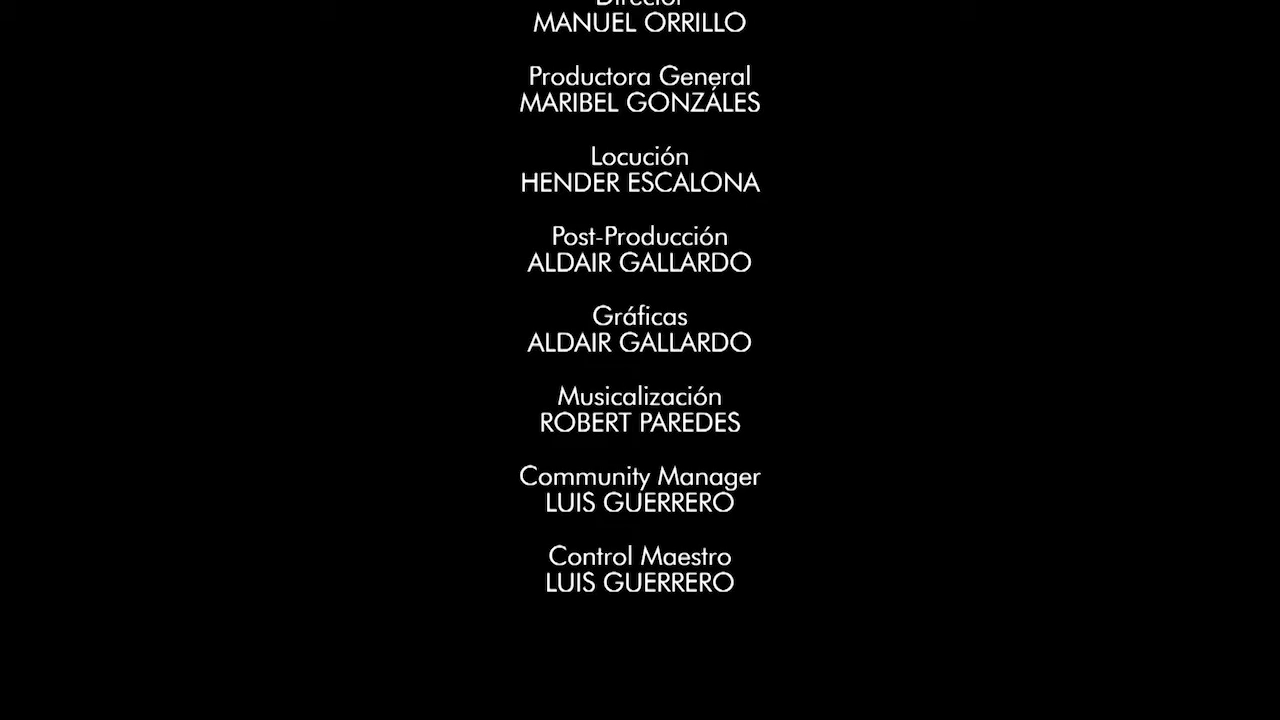 Director
MANUEL ORRILLO
Productora General
MARIBEL GONZÁLES
Locución
HENDER ESCALONA
Post-Producción
ALDAIR GALLARDO
Gráficas
ALDAIR GALLARDO
Musicalización
ROBERT PAREDES
Community Manager
LUIS GUERRERO
Control Maestro
LUIS GUERRERO